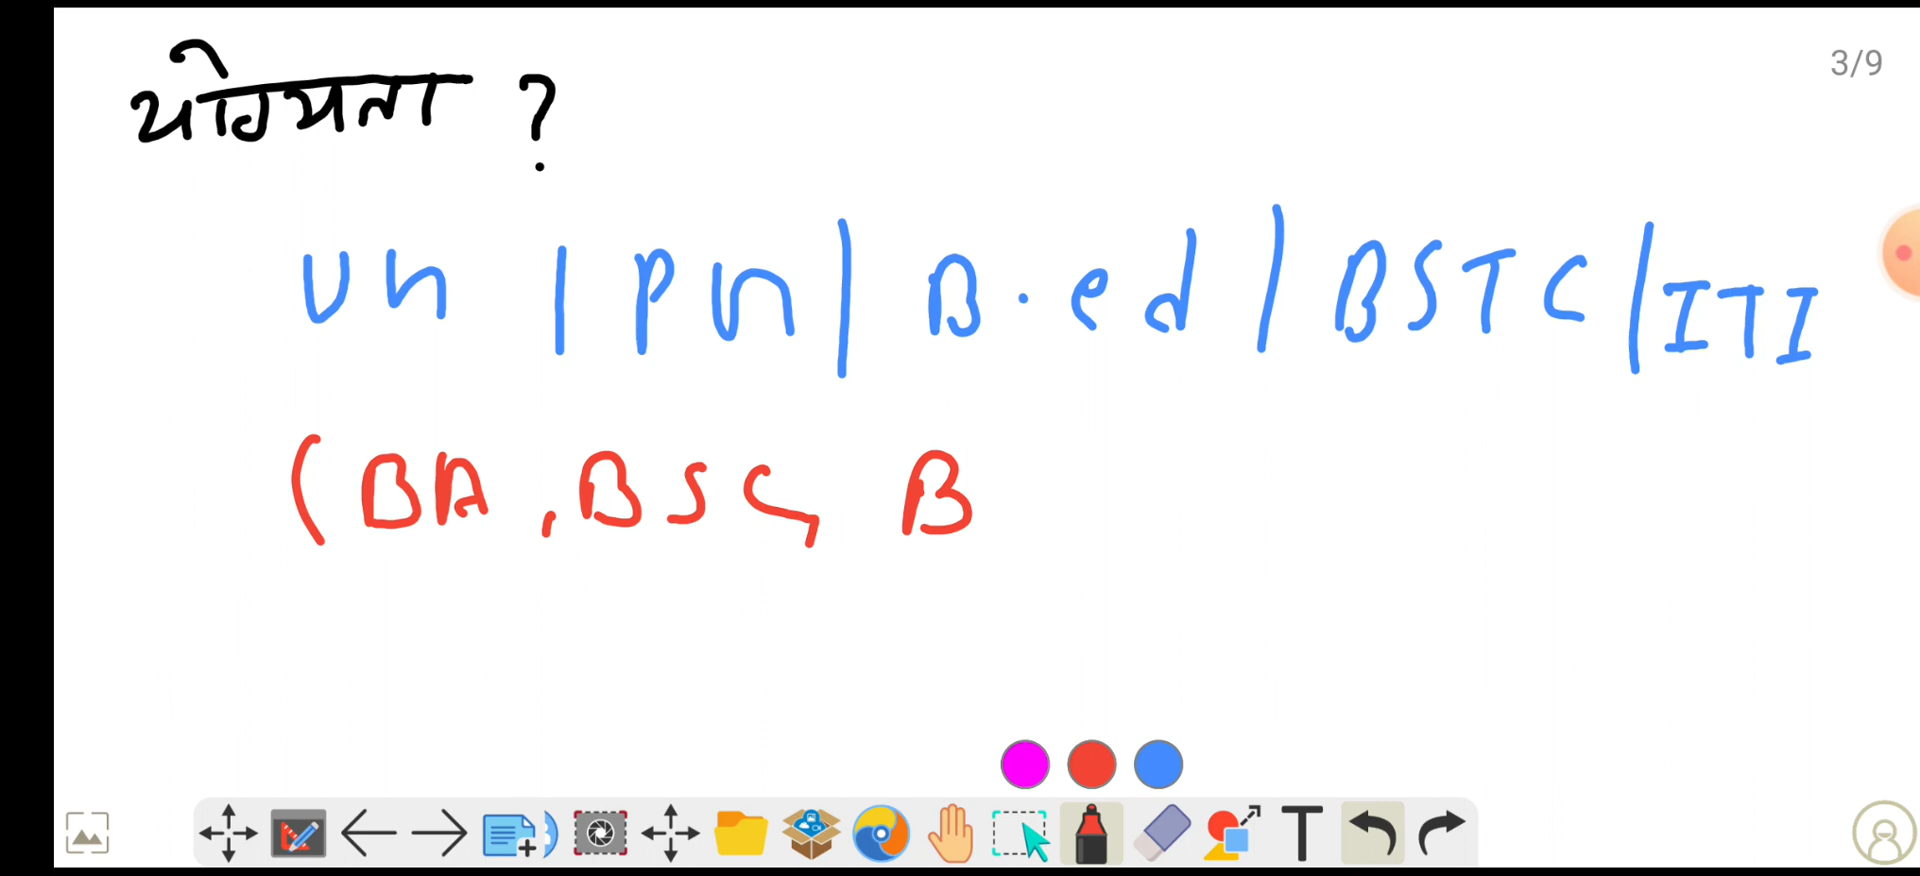 योग्यता ?
3/9
UG | PG | B.ed | BSTC | ITI
(BA, BSC, B